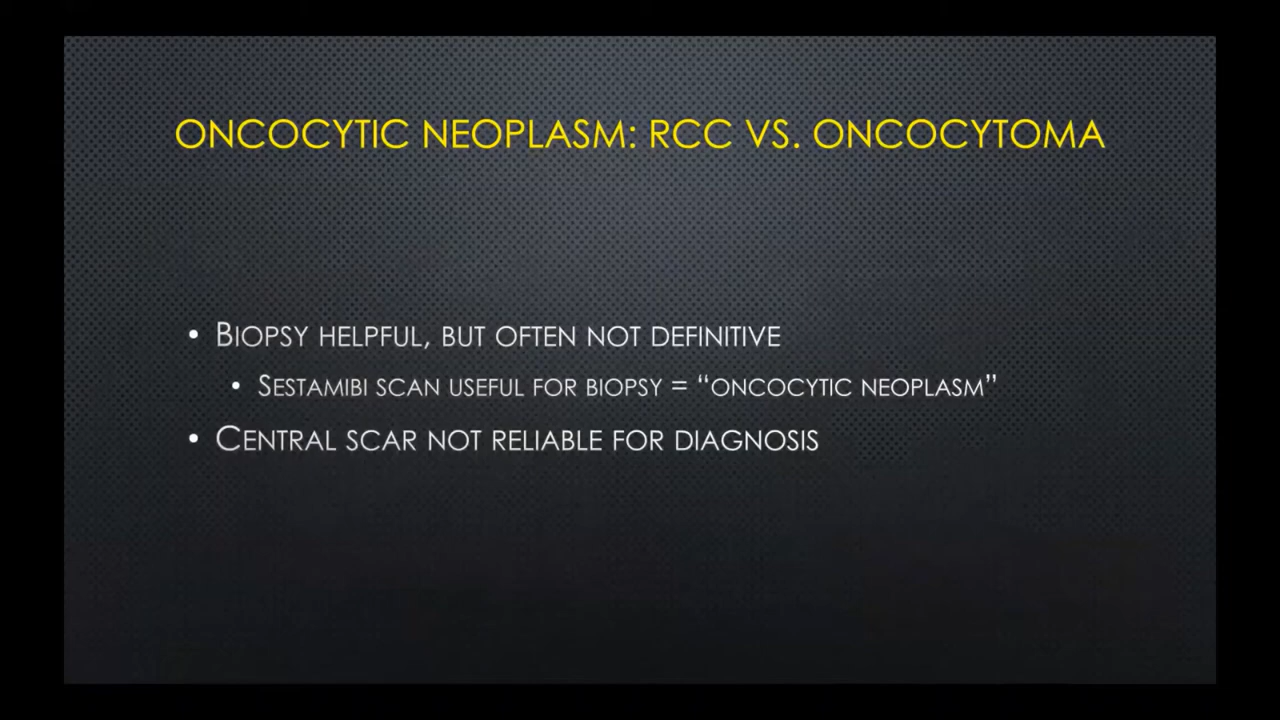 ONCOCYTIC NEOPLASM: RCC VS. ONCOCYTOMA
• BIOPSY HELPFUL, BUT OFTEN NOT DEFINITIVE
• SESTAMIBI SCAN USEFUL FOR BIOPSY = “ONCOCYTIC NEOPLASM”
• CENTRAL SCAR NOT RELIABLE FOR DIAGNOSIS